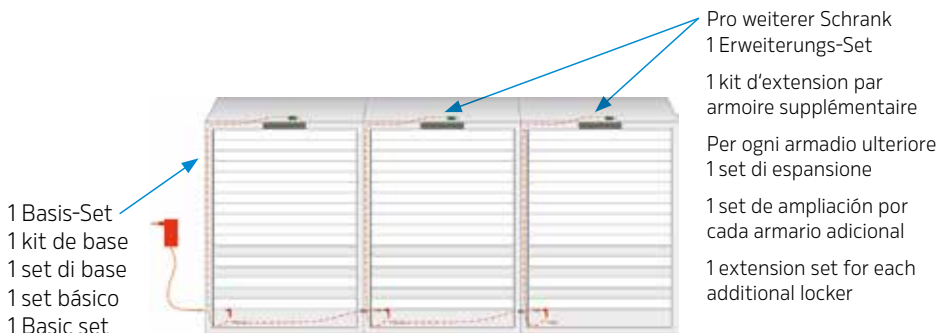 Pro weiterer Schrank
1 Erweiterungs-Set
1 kit d'extension par
armoire supplémentaire
Per ogni armadio ulteriore
1 set di espansione
1 set de ampliación por
cada armario adicional
1 extension set for each
additional locker
1 Basis-Set
1 kit de base
1 set di base
1 set básico
1 Basic set